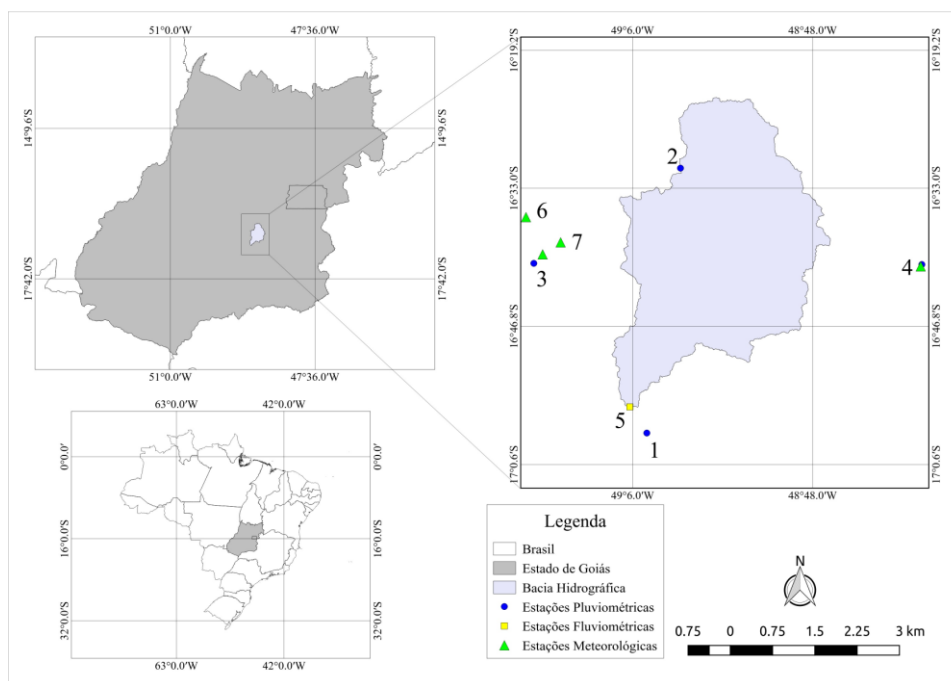 51°0.0'W 47°36.0'W
14°9.6'S 14°9.6'S
17°42.0'S 17°42.0'S
51°0.0'W 47°36.0'W
49°6.0'W 48°48.0'W
16°19.2'S 16°19.2'S
2
16°33.0'S 16°33.0'S
6
7
3
4
16°46.8'S 16°46.8'S
5
1
17°0.6'S 17°0.6'S
49°6.0'W 48°48.0'W
63°0.0'W 42°0.0'W
0°0.0' 0°0.0'
16°0.0'S 16°0.0'S
32°0.0'S 32°0.0'S
63°0.0'W 42°0.0'W
Legenda
Brasil
Estado de Goiás
Bacia Hidrográfica
Estações Pluviométricas
Estações Fluviométricas
Estações Meteorológicas
N
0.75 0 0.75 1.5 2.25 3 km